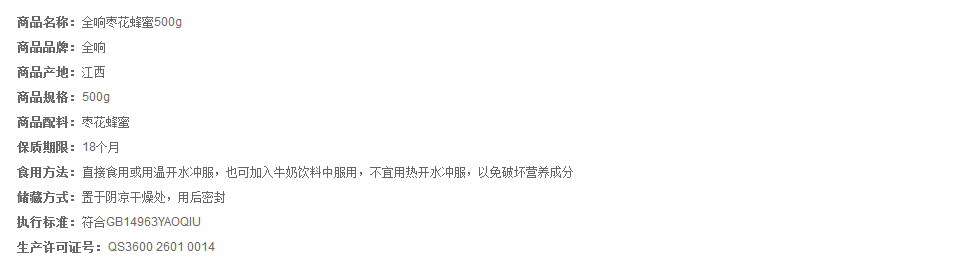 商品名称：全响枣花蜂蜜500g
商品品牌：全响
商品产地：江西
商品规格：500g
商品配料：枣花蜂蜜
保质期限：18个月
食用方法：直接食用或用温开水冲服，也可加入牛奶饮料中服用，不宜用热开水冲服，以免破坏营养成分
储藏方式：置于阴凉干燥处，用后密封
执行标准：符合GB14963YAOQIU
生产许可证号：QS3600 2601 0014